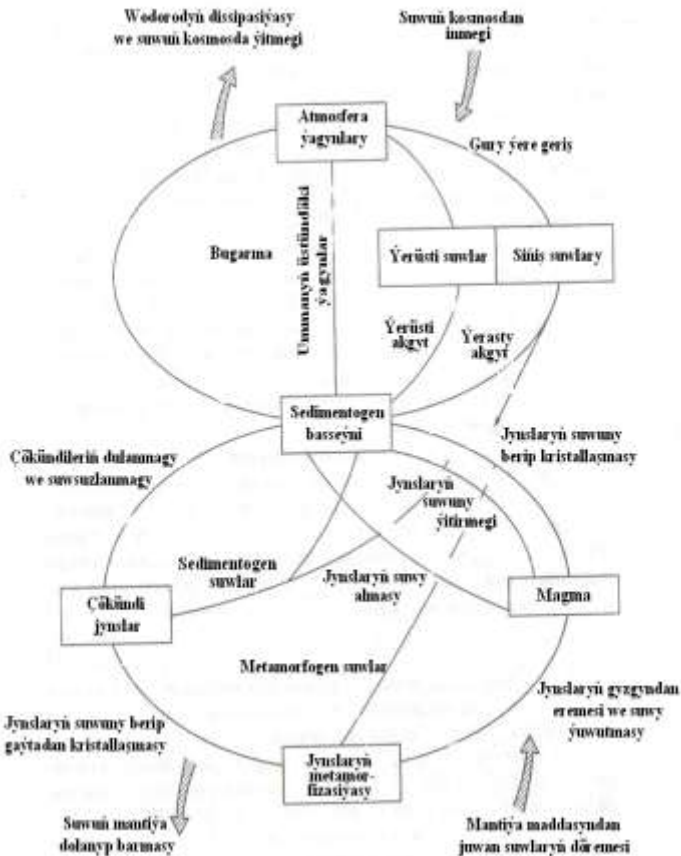 Wodorodyň dissipasiýasy
we suwuň kosmosda ýitmegi
Suwuň kosmosdan
inmegi
Atmosfera
ýagynlary
Gury ýere geriş
Bugarma
Ummanyň üstündäki
ýagynlar
Ýerüsti suwlar
Siňiş suwlary
Ýerüsti
akgyt
Ýerasty
akgyt
Sedimentogen
basseýni
Çökündileriň dulanmagy
we suwsuzlanmagy
Jynslaryň suwuny
berip kristallaşmasy
Jynslaryň
suwuny
ýitirmegi
Sedimentogen
suwlar
Jynslaryň suwy
almasy
Çökündi
jynslar
Magma
Metamorfogen suwlar
Jynslaryň gyzgyndan
eremesi we suwy
ýuwutmasy
Jynslaryň suwuny berip
gaýtadan kristallaşmasy
Jynslaryň
metamor-
fizasiýasy
Suwuň mantiýa
dolanyp barmasy
Mantiýa maddasyndan
juwan suwlaryň döremesi